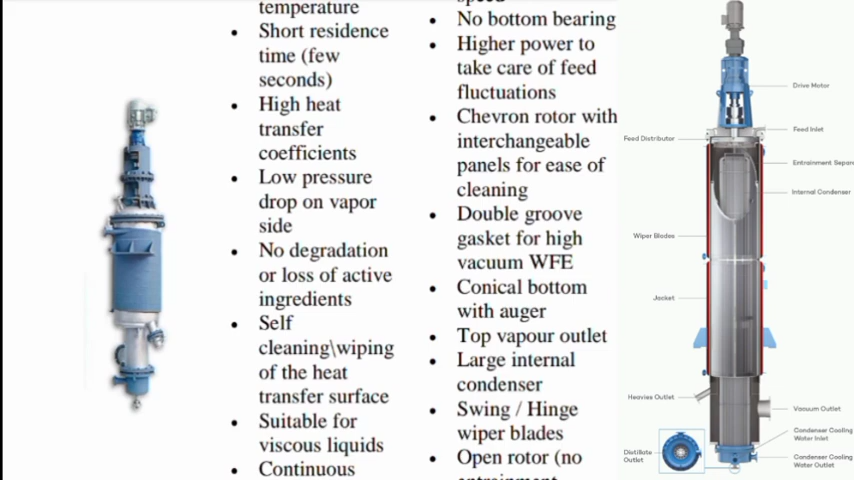 temperature
Short residence
time (few
seconds)
High heat
transfer
coefficients
Low pressure
drop on vapor
side
No degradation
or loss of active
ingredients
Self
cleaning\wiping
of the heat
transfer surface
Suitable for
viscous liquids
Continuous
No bottom bearing
Higher power to
take care of feed
fluctuations
Chevron rotor with
interchangeable
panels for ease of
cleaning
Double groove
gasket for high
vacuum WFE
Conical bottom
with auger
Top vapour outlet
Large internal
condenser
Swing / Hinge
wiper blades
Open rotor (no
Drive Motor
Feed Inlet
Feed Distributor
Entrainment Separa
Internal Condenser
Wiper Blades
Jacket
Heavies Outlet
Vacuum Outlet
Condenser Cooling
Water Inlet
Distillate
Outlet
Condenser Cooling
Water Outlet